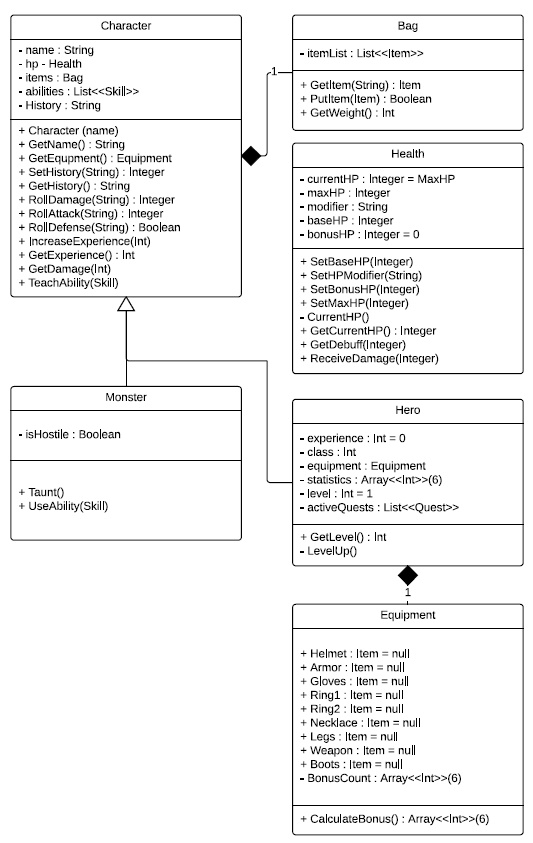 Character
- name : String
- hp - Health
- items : Bag
- abilities : List<<Skill>>
- History : String
+ Character (name)
+ GetName() : String
+ GetEqupment() : Equipment
+ SetHistory(String) : Integer
+ GetHistory() : String
+ RollDamage(String) : Integer
+ RollAttack(String) : Integer
+ RollDefense(String) : Boolean
+ IncreaseExperience(Int)
+ GetExperience() : Int
+ GetDamage(Int)
+ TeachAbility(Skill)
1
Bag
- itemList : List<<Item>>
+ GetItem(String) : Item
+ PutItem(Item) : Boolean
+ GetWeight() : Int
Health
- currentHP : Integer = MaxHP
- maxHP : Integer
- modifier : String
- baseHP : Integer
- bonusHP : Integer = 0
+ SetBaseHP(Integer)
+ SetHPModifier(String)
+ SetBonusHP(Integer)
+ SetMaxHP(Integer)
- CurrentHP()
+ GetCurrentHP() : Integer
+ GetDebuff(Integer)
+ ReceiveDamage(Integer)
Monster
- isHostile : Boolean
+ Taunt()
+ UseAbility(Skill)
Hero
- experience : Int = 0
- class : Int
- equipment : Equipment
- statistics : Array<<Int>>(6)
- level : Int = 1
- activeQuests : List<<Quest>>
+ GetLevel() : Int
- LevelUp()
1
Equipment
+ Helmet : Item = null
+ Armor : Item = null
+ Gloves : Item = null
+ Ring1 : Item = null
+ Ring2 : Item = null
+ Necklace : Item = null
+ Legs : Item = null
+ Weapon : Item = null
+ Boots : Item = null
- BonusCount : Array<<Int>>(6)
+ CalculateBonus() : Array<<Int>>(6)